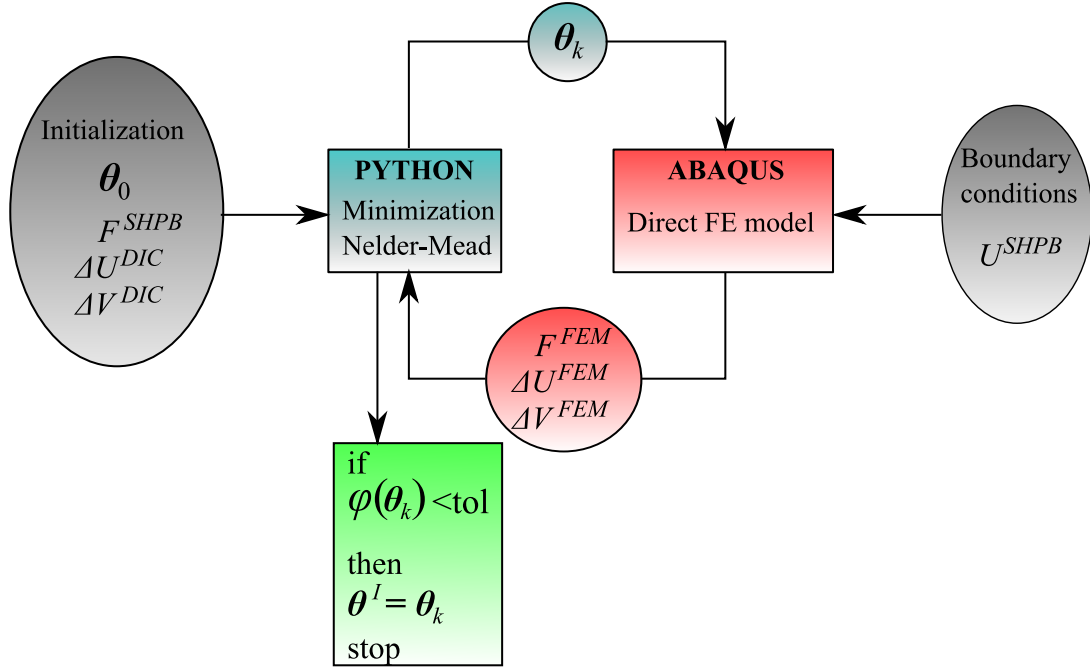 θₖ
Initialization
θ₀
F^SHPB
ΔU^DIC
ΔV^DIC
PYTHON
Minimization
Nelder-Mead
ABAQUS
Direct FE model
Boundary
conditions
U^SHPB
F^FEM
ΔU^FEM
ΔV^FEM
if
φ(θₖ) <tol
then
θ^I = θₖ
stop